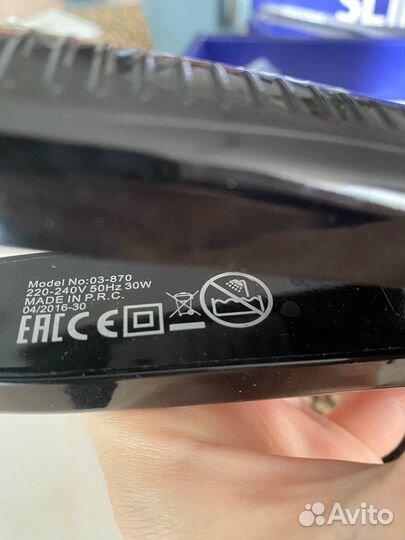 SLI
Model No:03-870
220-240V 50Hz 30W
MADE IN P.R.C.
04/2016-30
EAC CE
Avito